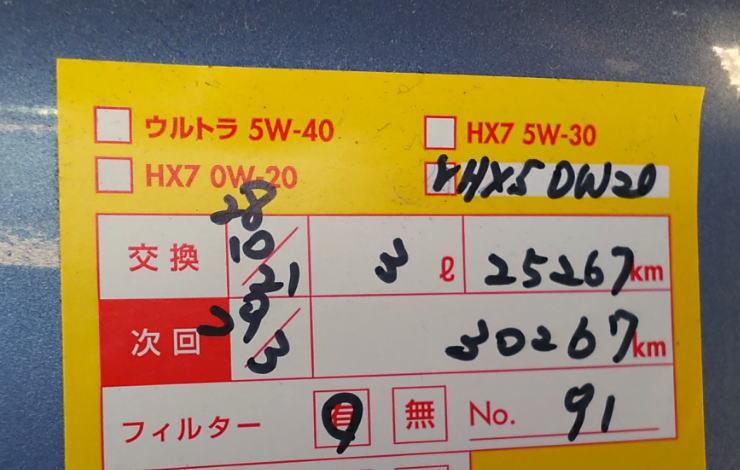 ウルトラ 5W-40 HX7 5W-30
HX7 0W-20 HX5 0W20
交換 28 10/21 3 ℓ 25267 km
次回 29/3 30267 km
フィルター 有 無 No. 91